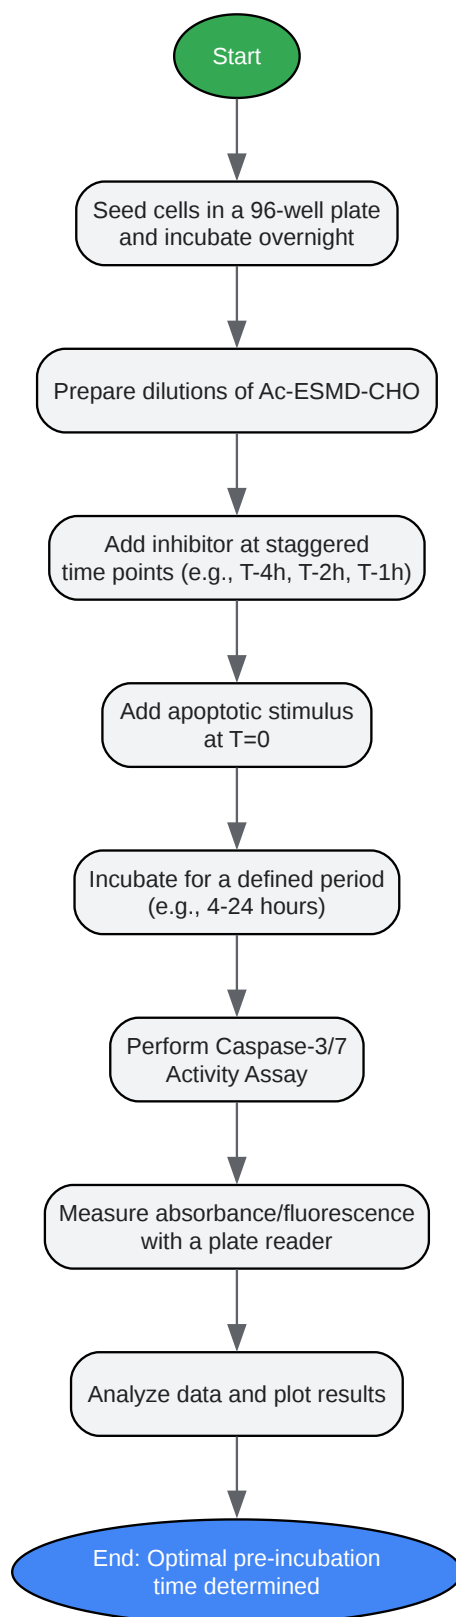 Start
Seed cells in a 96-well plate
and incubate overnight
Prepare dilutions of Ac-ESMD-CHO
Add inhibitor at staggered
time points (e.g., T-4h, T-2h, T-1h)
Add apoptotic stimulus
at T=0
Incubate for a defined period
(e.g., 4-24 hours)
Perform Caspase-3/7
Activity Assay
Measure absorbance/fluorescence
with a plate reader
Analyze data and plot results
End: Optimal pre-incubation
time determined